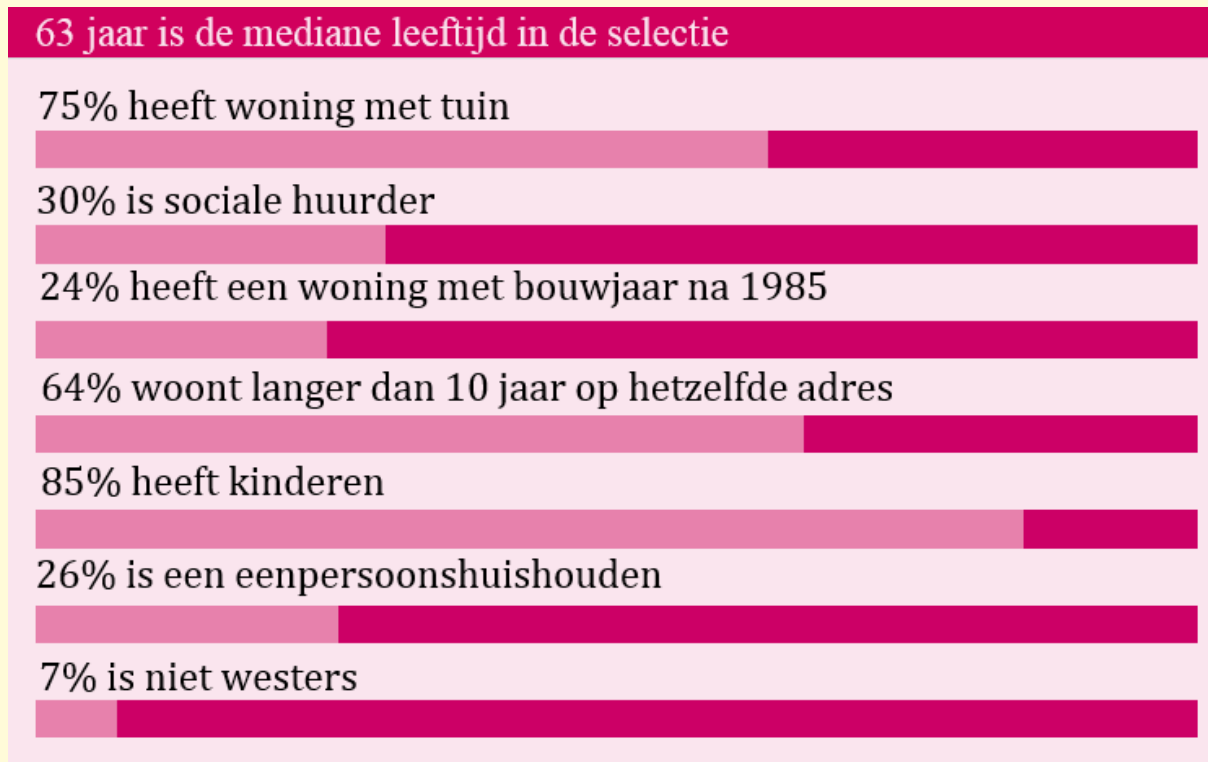 63 jaar is de mediane leeftijd in de selectie
75% heeft woning met tuin
30% is sociale huurder
24% heeft een woning met bouwjaar na 1985
64% woont langer dan 10 jaar op hetzelfde adres
85% heeft kinderen
26% is een eenpersoonshuishouden
7% is niet westers